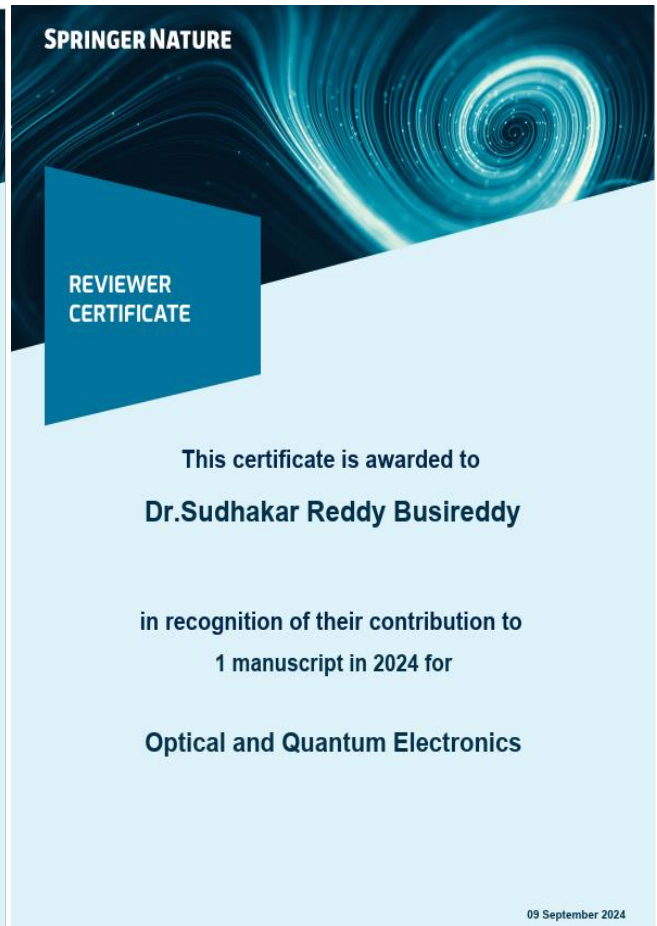 SPRINGER NATURE
REVIEWER
CERTIFICATE
This certificate is awarded to
Dr.Sudhakar Reddy Busireddy
in recognition of their contribution to
1 manuscript in 2024 for
Optical and Quantum Electronics
09 September 2024